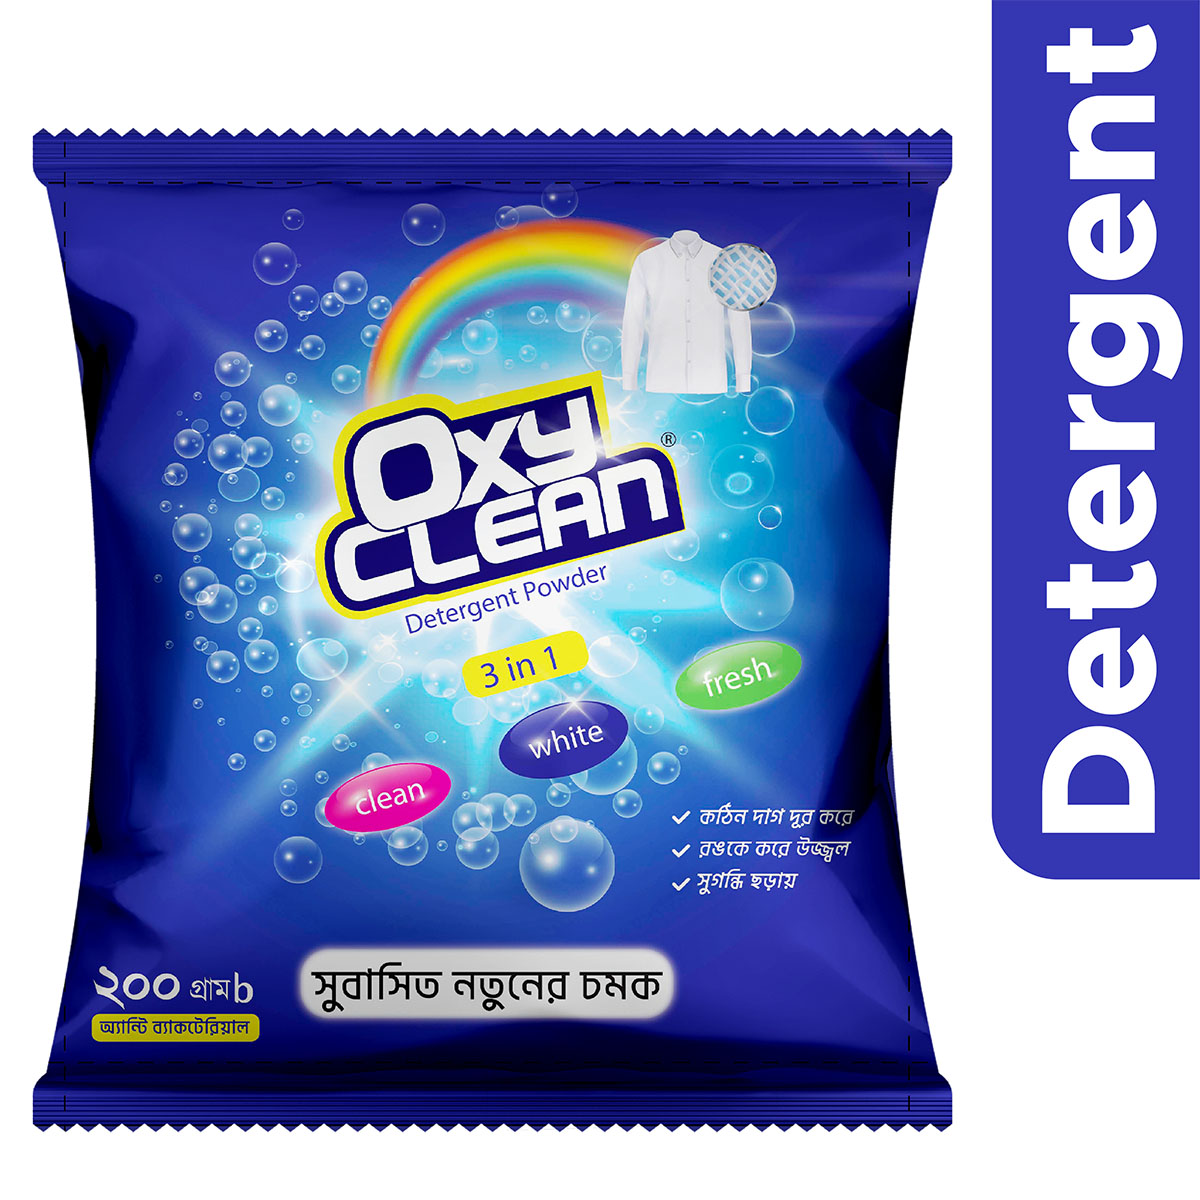 Oxy
CLEAN
®
Detergent Powder
3 in 1
fresh
white
clean
কঠিন দাগ দূর করে
রঙকে করে উজ্জ্বল
সুগন্ধি ছড়ায়
২০০ গ্রামb
অ্যান্টি ব্যাকটেরিয়াল
সুবাসিত নতুনের চমক
Detergent